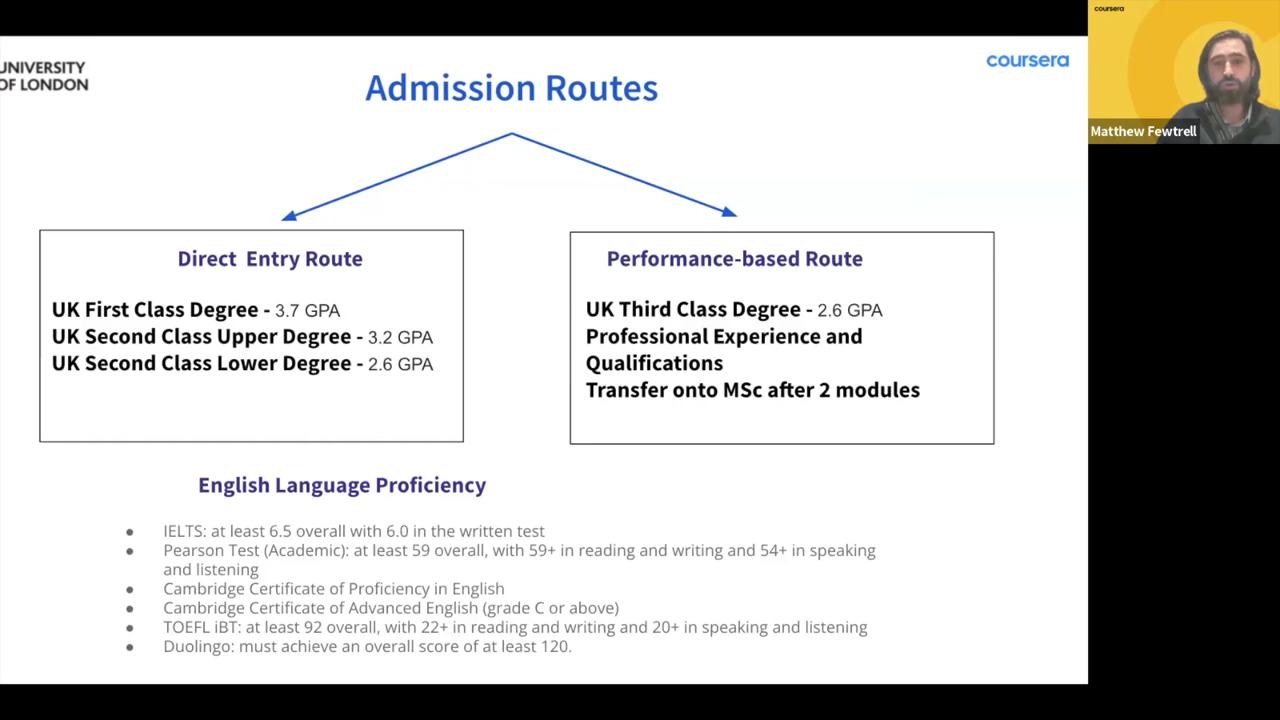 UNIVERSITY
OF LONDON
coursera
Admission Routes
Direct Entry Route
UK First Class Degree - 3.7 GPA
UK Second Class Upper Degree - 3.2 GPA
UK Second Class Lower Degree - 2.6 GPA
Performance-based Route
UK Third Class Degree - 2.6 GPA
Professional Experience and
Qualifications
Transfer onto MSc after 2 modules
English Language Proficiency
● IELTS: at least 6.5 overall with 6.0 in the written test
● Pearson Test (Academic): at least 59 overall, with 59+ in reading and writing and 54+ in speaking
and listening
● Cambridge Certificate of Proficiency in English
● Cambridge Certificate of Advanced English (grade C or above)
● TOEFL iBT: at least 92 overall, with 22+ in reading and writing and 20+ in speaking and listening
● Duolingo: must achieve an overall score of at least 120.
coursera
Matthew Fewtrell